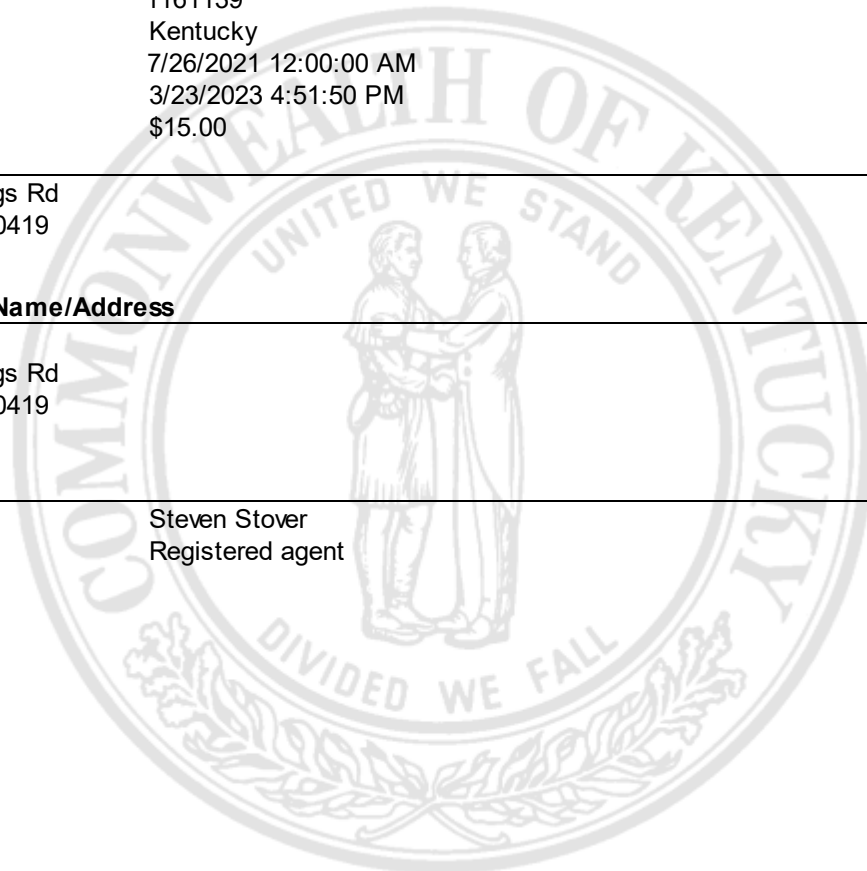 1161159
Kentucky
7/26/2021 12:00:00 AM
3/23/2023 4:51:50 PM
$15.00
gs Rd
0419
Name/Address
gs Rd
0419
Steven Stover
Registered agent
COMMONWEALTH OF KENTUCKY
UNITED WE STAND
DIVIDED WE FALL